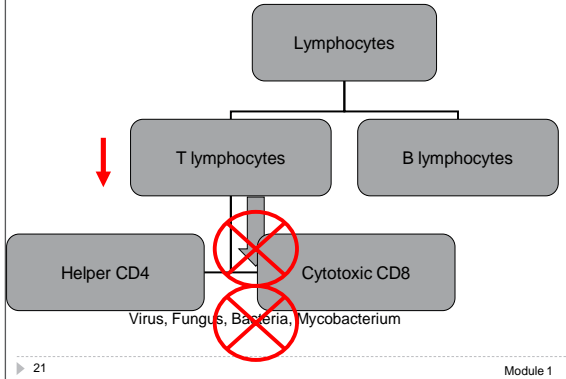 Lymphocytes
T lymphocytes
B lymphocytes
Helper CD4
Cytotoxic CD8
Virus, Fungus, Bacteria, Mycobacterium
21
Module 1